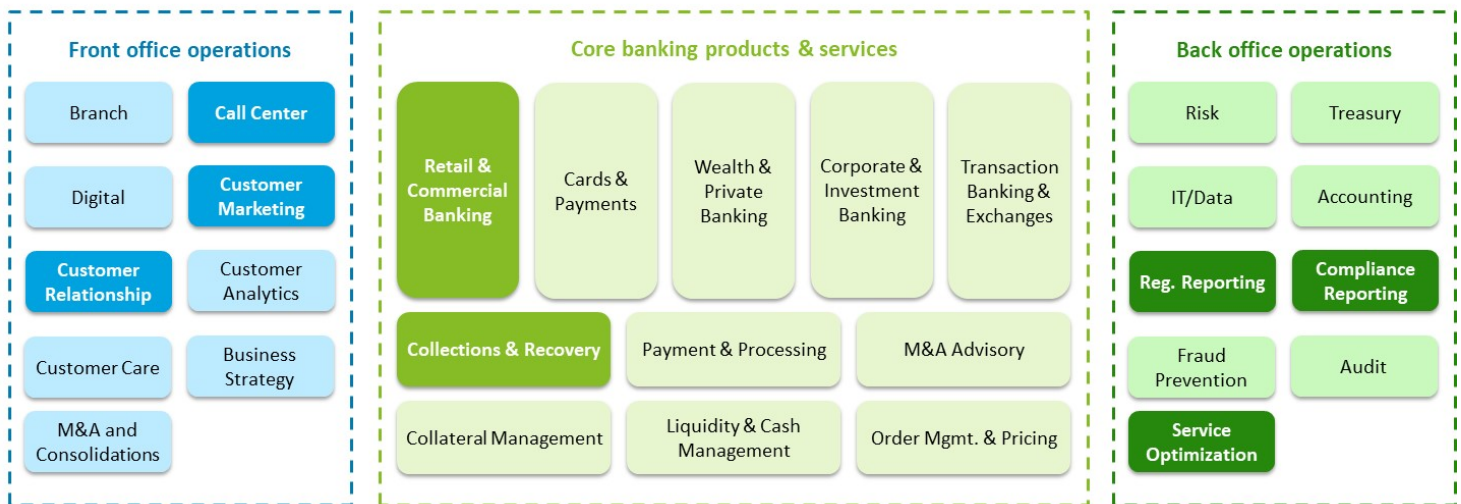 Front office operations
Branch
Call Center
Digital
Customer
Marketing
Customer
Relationship
Customer
Analytics
Customer Care
Business
Strategy
M&A and
Consolidations
Core banking products & services
Retail &
Commercial
Banking
Cards &
Payments
Wealth &
Private
Banking
Corporate &
Investment
Banking
Transaction
Banking &
Exchanges
Collections & Recovery
Payment & Processing
M&A Advisory
Collateral Management
Liquidity & Cash
Management
Order Mgmt. & Pricing
Back office operations
Risk
Treasury
IT/Data
Accounting
Reg. Reporting
Compliance
Reporting
Fraud
Prevention
Audit
Service
Optimization